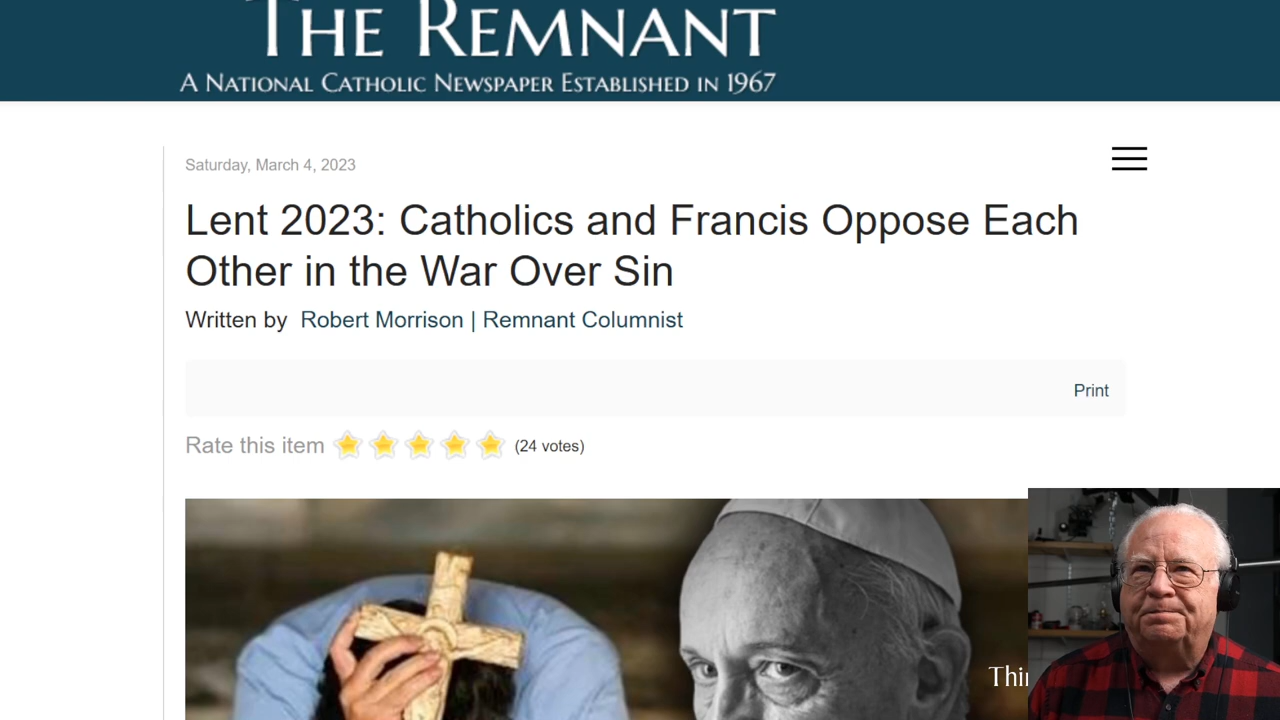 THE REMNANT
A NATIONAL CATHOLIC NEWSPAPER ESTABLISHED IN 1967
Saturday, March 4, 2023
Lent 2023: Catholics and Francis Oppose Each
Other in the War Over Sin
Written by Robert Morrison | Remnant Columnist
Print
Rate this item (24 votes)